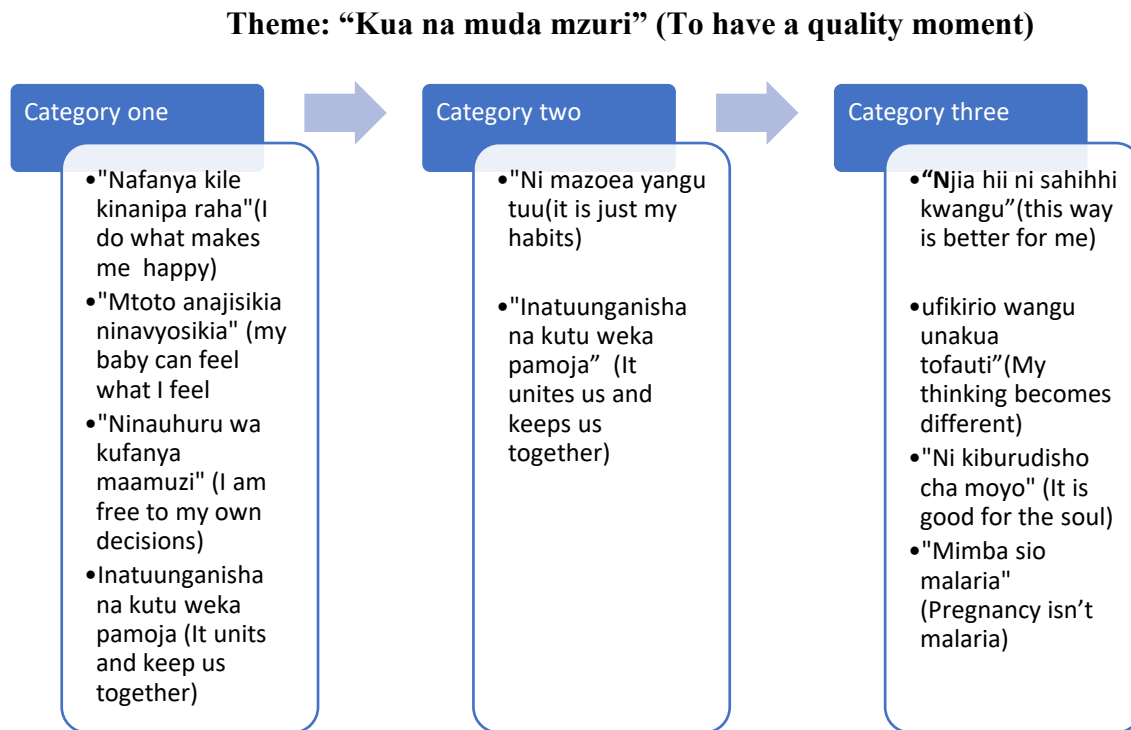 Theme: “Kua na muda mzuri” (To have a quality moment)
Category one
•"Nafanya kile
kinanipa raha"(I
do what makes
me  happy)
•"Mtoto anajisikia
ninavyosikia" (my
baby can feel
what I feel
•"Ninauhuru wa
kufanya
maamuzi" (I am
free to my own
decisions)
•Inatuunganisha
na kutu weka
pamoja (It units
and keep us
together)
Category two
•"Ni mazoea yangu
tuu(it is just my
habits)
•"Inatuunganisha
na kutu weka
pamoja”  (It
unites us and
keeps us
together)
Category three
•“Njia hii ni sahihhi
kwangu”(this way
is better for me)
•ufikirio wangu
unakua
tofauti”(My
thinking becomes
different)
•"Ni kiburudisho
cha moyo" (It is
good for the soul)
•"Mimba sio
malaria"
(Pregnancy isn’t
malaria)